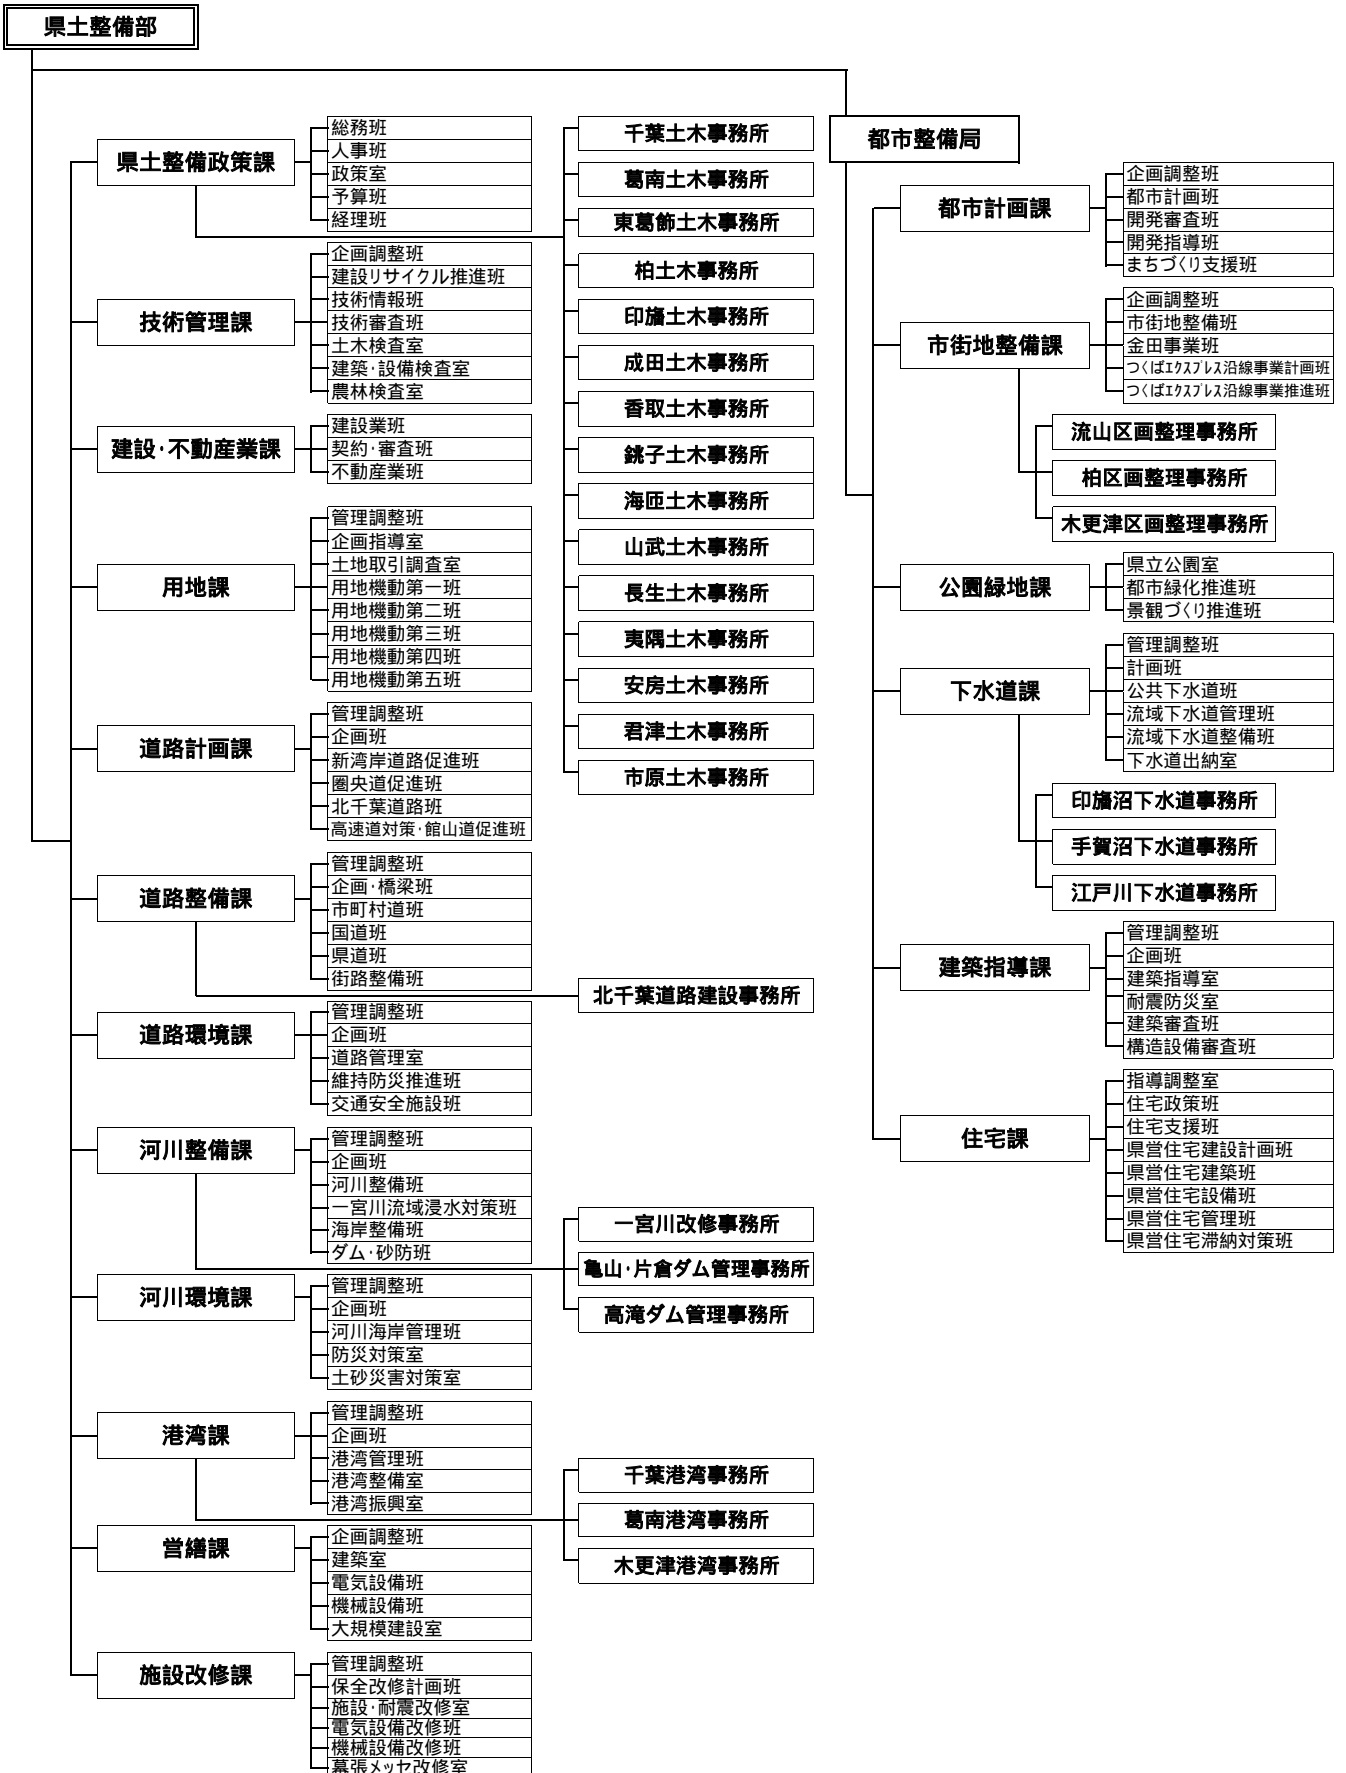 県土整備部
県土整備政策課
総務班
人事班
政策室
予算班
経理班
千葉土木事務所
葛南土木事務所
東葛飾土木事務所
柏土木事務所
印旛土木事務所
成田土木事務所
香取土木事務所
銚子土木事務所
海匝土木事務所
山武土木事務所
長生土木事務所
夷隅土木事務所
安房土木事務所
君津土木事務所
市原土木事務所
技術管理課
企画調整班
建設リサイクル推進班
技術情報班
技術審査班
土木検査室
建築・設備検査室
農林検査室
建設・不動産業課
建設業班
契約・審査班
不動産業班
用地課
管理調整班
企画指導室
土地取引調査室
用地機動第一班
用地機動第二班
用地機動第三班
用地機動第四班
用地機動第五班
道路計画課
管理調整班
企画班
新湾岸道路促進班
圏央道促進班
北千葉道路班
高速道対策・館山道促進班
道路整備課
管理調整班
企画・橋梁班
市町村道班
国道班
県道班
街路整備班
北千葉道路建設事務所
道路環境課
管理調整班
企画班
道路管理室
維持防災推進班
交通安全施設班
河川整備課
管理調整班
企画班
河川整備班
一宮川流域浸水対策班
海岸整備班
ダム・砂防班
一宮川改修事務所
亀山・片倉ダム管理事務所
高滝ダム管理事務所
河川環境課
管理調整班
企画班
河川海岸管理班
防災対策室
土砂災害対策室
港湾課
管理調整班
企画班
港湾管理班
港湾整備室
港湾振興室
千葉港湾事務所
葛南港湾事務所
木更津港湾事務所
営繕課
企画調整班
建築室
電気設備班
機械設備班
大規模建設室
施設改修課
管理調整班
保全改修計画班
施設・耐震改修室
電気設備改修班
機械設備改修班
幕張メッセ改修室
都市整備局
都市計画課
企画調整班
都市計画班
開発審査班
開発指導班
まちづくり支援班
市街地整備課
企画調整班
市街地整備班
金田事業班
つくばエクスプレス沿線事業計画班
つくばエクスプレス沿線事業推進班
流山区画整理事務所
柏区画整理事務所
木更津区画整理事務所
公園緑地課
県立公園室
都市緑化推進班
景観づくり推進班
下水道課
管理調整班
計画班
公共下水道班
流域下水道管理班
流域下水道整備班
下水道出納室
印旛沼下水道事務所
手賀沼下水道事務所
江戸川下水道事務所
建築指導課
管理調整班
企画班
建築指導室
耐震防災室
建築審査班
構造設備審査班
住宅課
指導調整室
住宅政策班
住宅支援班
県営住宅建設計画班
県営住宅建築班
県営住宅設備班
県営住宅管理班
県営住宅滞納対策班